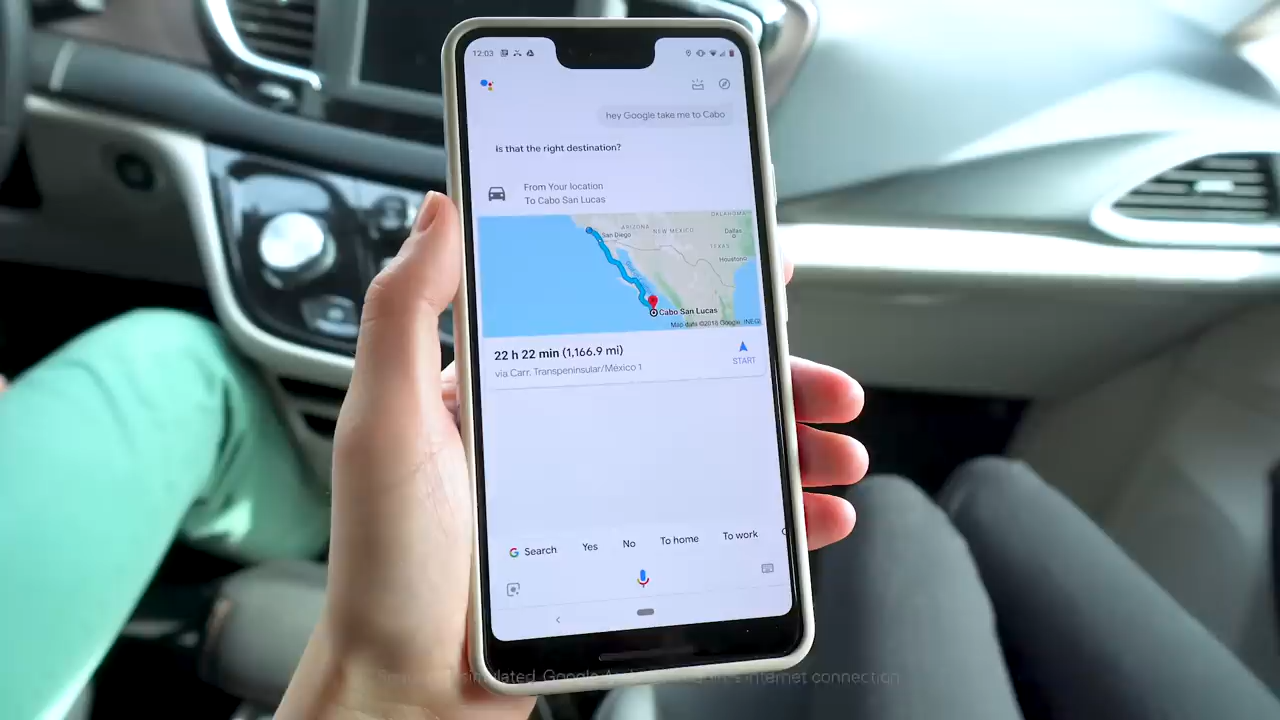 12:03
hey Google take me to Cabo
Is that the right destination?
From Your location
To Cabo San Lucas
OKLAHOMA
ARIZONA
NEW MEXICO
Dallas
San Diego
TEXAS
Houston
Cabo San Lucas
Map data ©2018 Google, INEGI
22 h 22 min (1,166.9 mi)
START
via Carr. Transpeninsular/México 1
G Search Yes No To home To work
Google internet connection